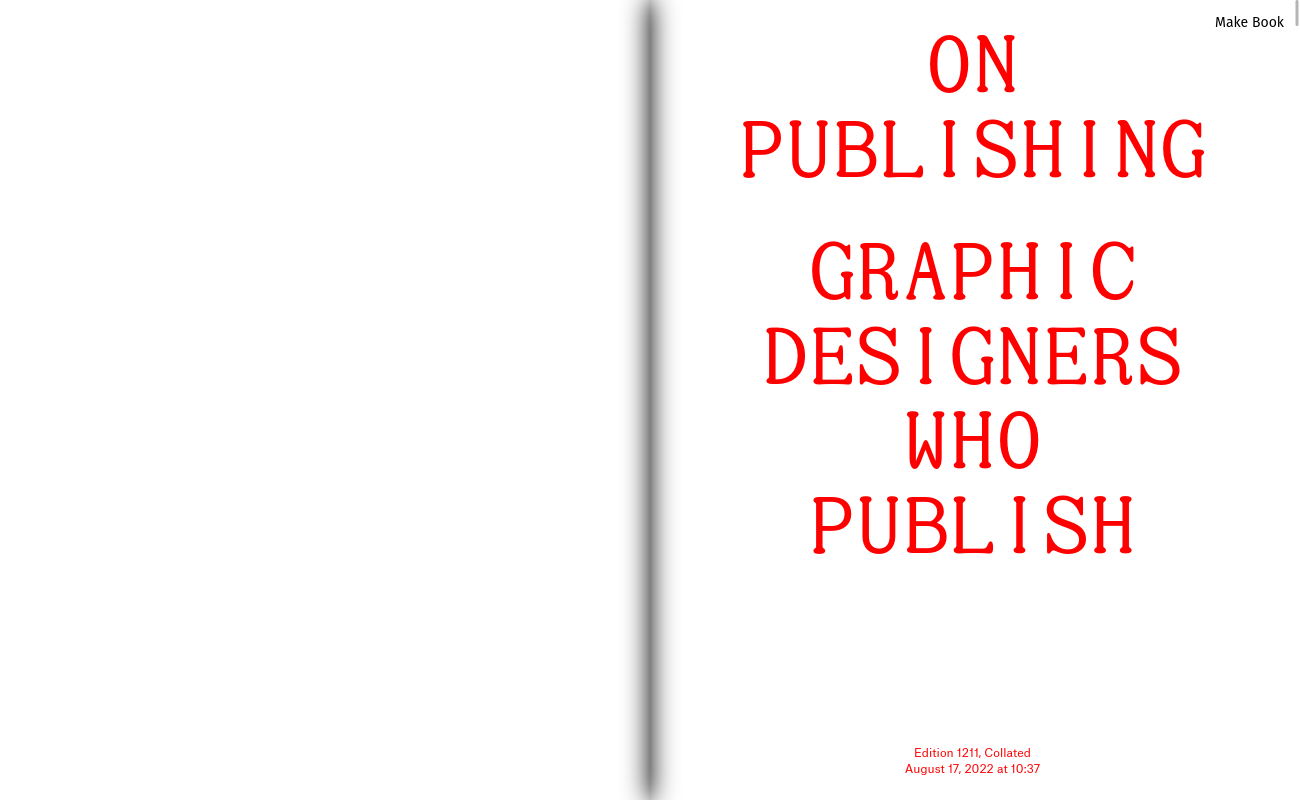 Make Book
ON
PUBLISHING
GRAPHIC
DESIGNERS
WHO
PUBLISH
Edition 1211, Collated
August 17, 2022 at 10:37